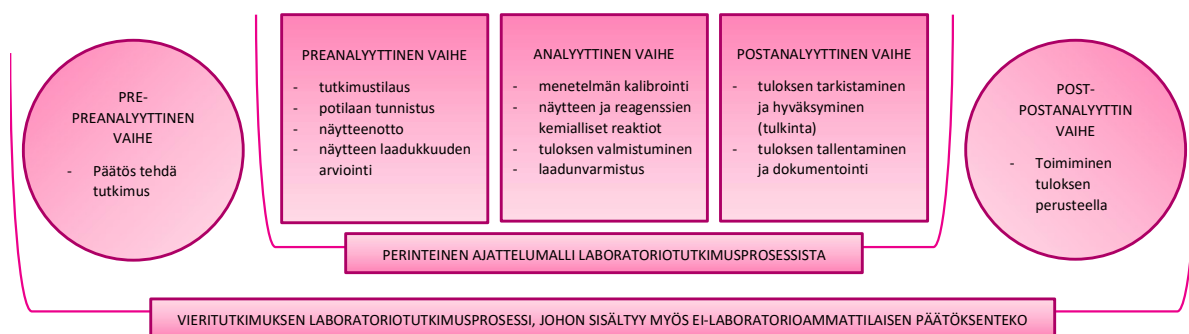 PRE-
PREANALYYTTINEN
VAIHE
- Päätös tehdä
tutkimus
PREANALYYTTINEN VAIHE
- tutkimustilaus
- potilaan tunnistus
- näytteenotto
- näytteen laadukkuuden
arviointi
ANALYYTTINEN VAIHE
- menetelmän kalibrointi
- näytteen ja reagenssien
kemialliset reaktiot
- tuloksen valmistuminen
- laadunvarmistus
POSTANALYYTTINEN VAIHE
- tuloksen tarkistaminen
ja hyväksyminen
(tulkinta)
- tuloksen tallentaminen
ja dokumentointi
POST-
POSTANALYYTTIN
VAIHE
- Toimiminen
tuloksen
perusteella
PERINTEINEN AJATTELUMALLI LABORATORIOTUTKIMUSPROSESSISTA
VIERITUTKIMUKSEN LABORATORIOTUTKIMUSPROSESSI, JOHON SISÄLTYY MYÖS EI-LABORATORIOAMMATTILAISEN PÄÄTÖKSENTEKO